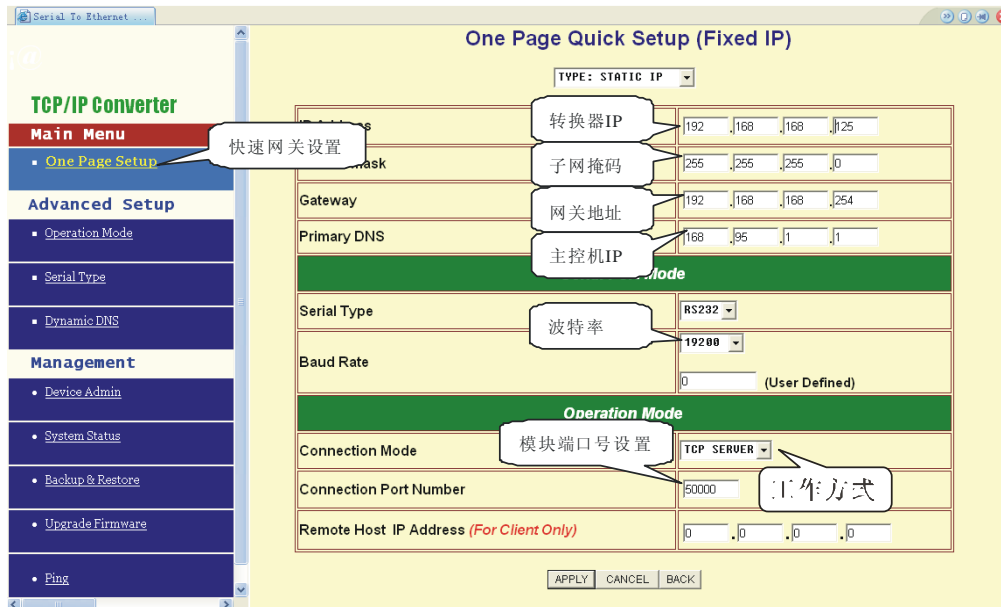 Serial To Ethernet ...
One Page Quick Setup (Fixed IP)
TYPE: STATIC IP
TCP/IP Converter
Main Menu
One Page Setup
快速网关设置
Advanced Setup
Operation Mode
Serial Type
Dynamic DNS
Management
Device Admin
System Status
Backup & Restore
Upgrade Firmware
Ping
转换器IP
192 .168 .168 .125
子网掩码
255 .255 .255 .0
Gateway
网关地址
192 .168 .168 .254
Primary DNS
主控机IP
168 .95 .1 .1
Mode
Serial Type
RS232
波特率
Baud Rate
19200
0 (User Defined)
Operation Mode
模块端口号设置
Connection Mode
TCP SERVER
工作方式
Connection Port Number
50000
Remote Host IP Address (For Client Only)
0 .0 .0 .0
APPLY CANCEL BACK